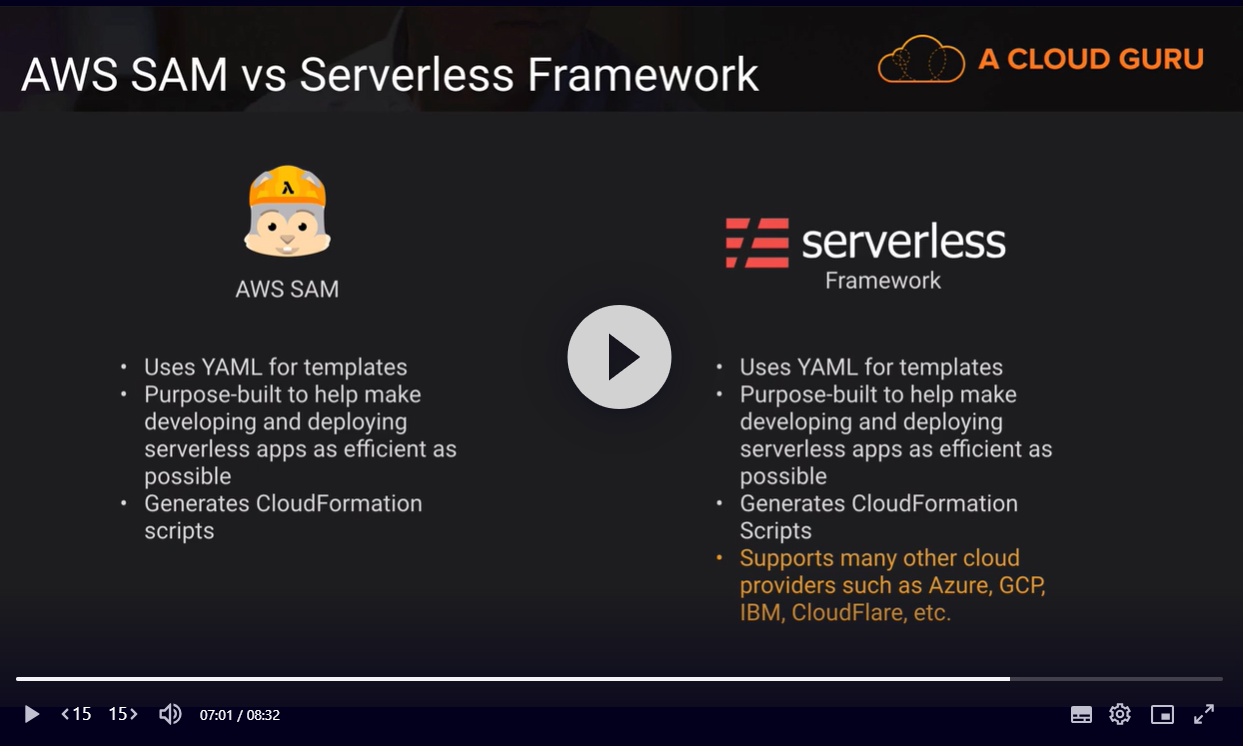 AWS SAM vs Serverless Framework
A CLOUD GURU
λ
AWS SAM
serverless
Framework
• Uses YAML for templates
• Purpose-built to help make
developing and deploying
serverless apps as efficient as
possible
• Generates CloudFormation
scripts
• Uses YAML for templates
• Purpose-built to help make
developing and deploying
serverless apps as efficient as
possible
• Generates CloudFormation
Scripts
• Supports many other cloud
providers such as Azure, GCP,
IBM, CloudFlare, etc.
<15 15> 07:01 / 08:32